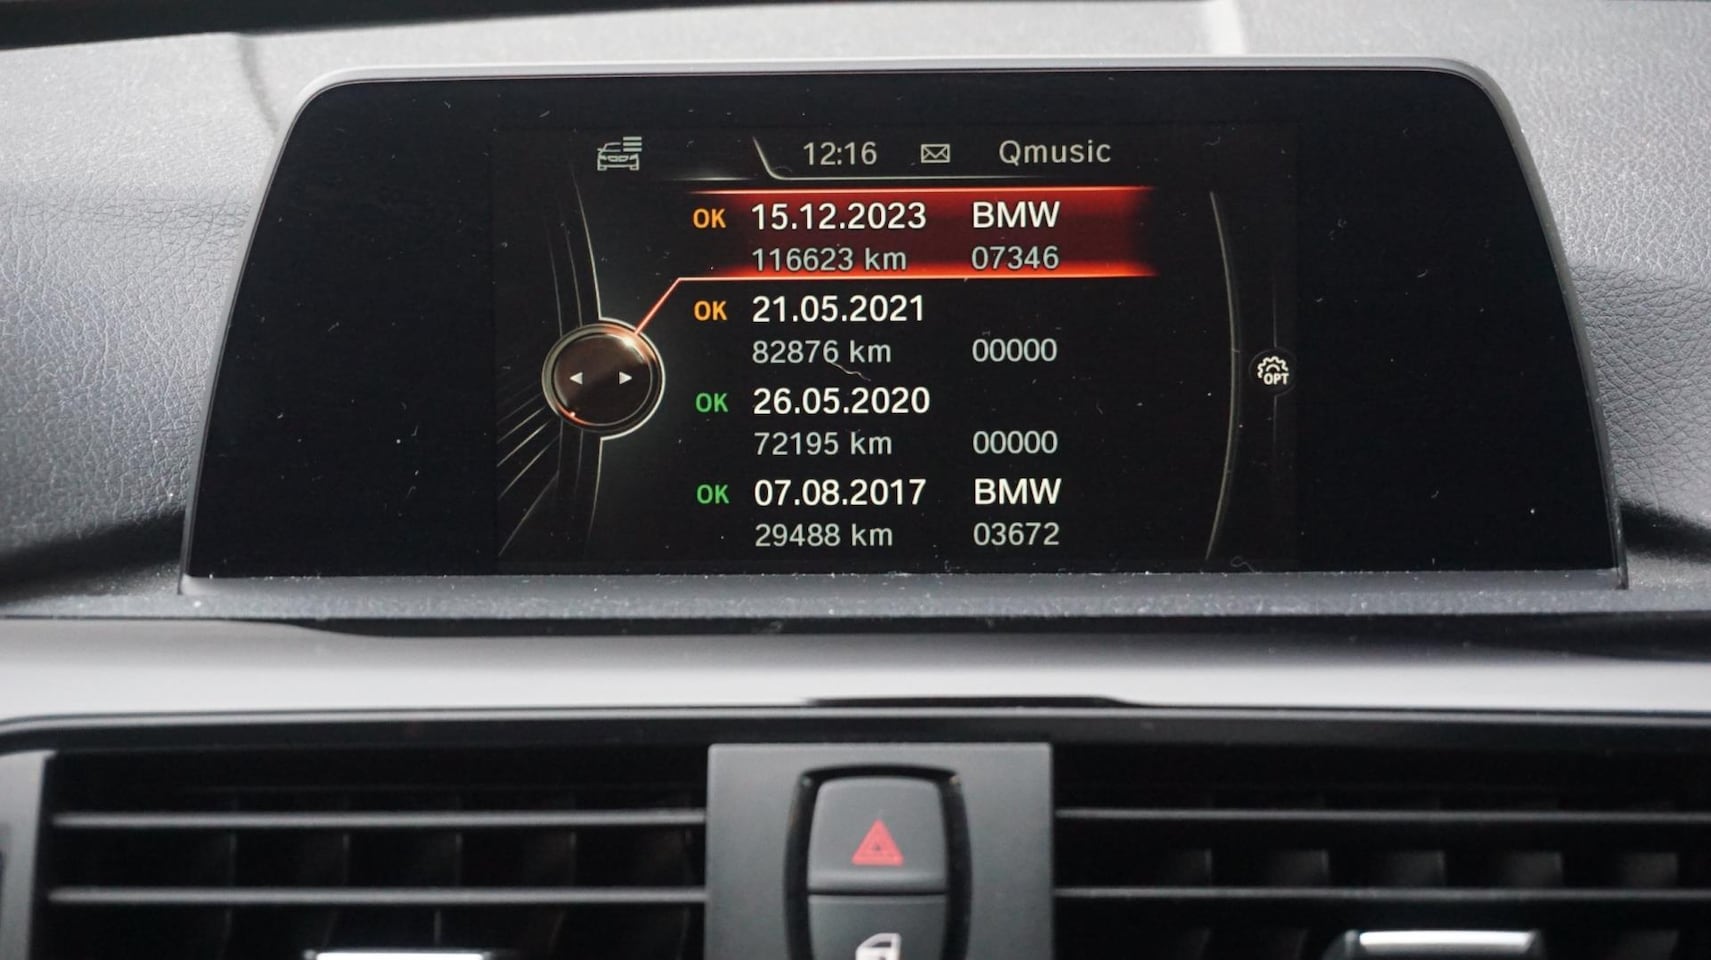 12:16 Qmusic
OK 15.12.2023 BMW
116623 km 07346
OK 21.05.2021
82876 km 00000
OK 26.05.2020
72195 km 00000
OK 07.08.2017 BMW
29488 km 03672
OPT